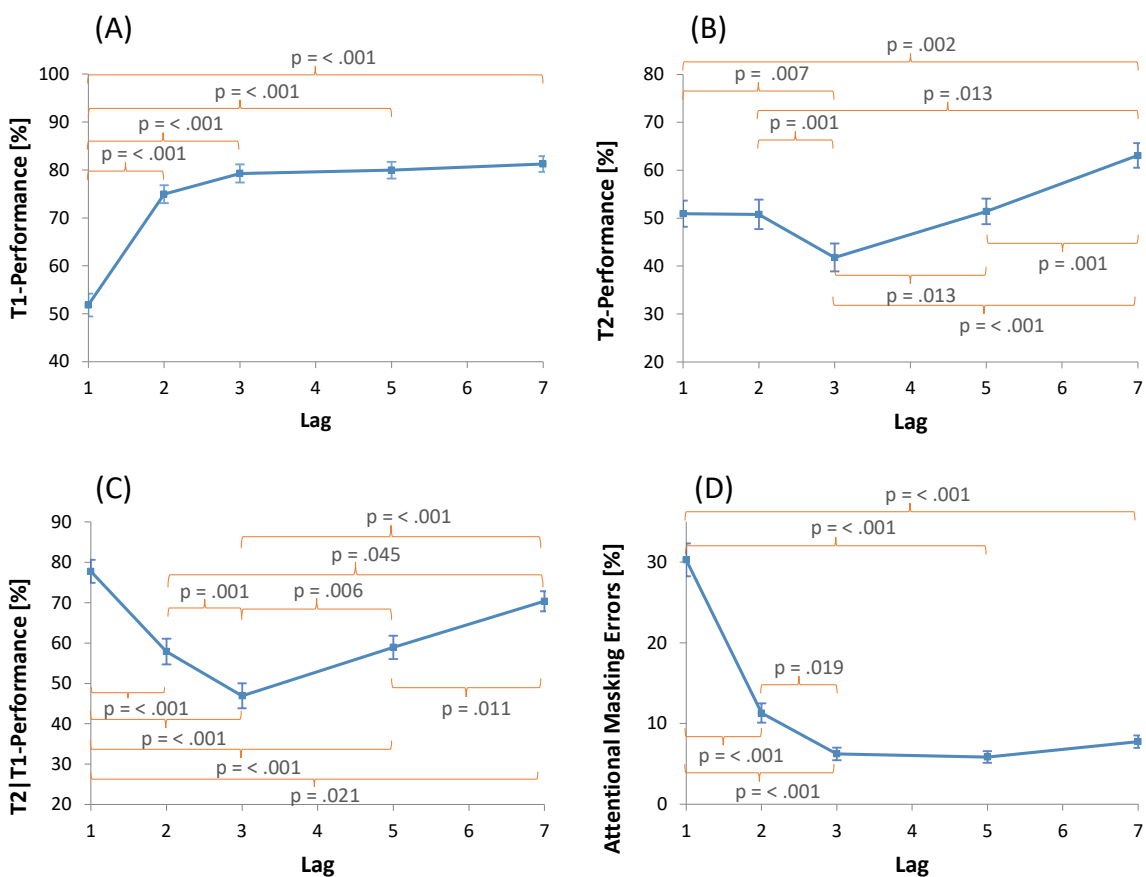 (A)
p = < .001
p = < .001
p = < .001
p = < .001
T1-Performance [%]
100
90
80
70
60
50
40
1 2 3 4 5 6 7
Lag
(B)
p = .002
p = .007
p = .013
p = .001
p = .001
p = .013
p = < .001
T2-Performance [%]
80
70
60
50
40
30
20
1 2 3 4 5 6 7
Lag
(C)
p = < .001
p = .045
p = .001
p = .006
p = < .001
p = .011
p = < .001
p = < .001
p = .021
T2|T1-Performance [%]
90
80
70
60
50
40
30
20
1 2 3 4 5 6 7
Lag
(D)
p = < .001
p = < .001
p = .019
p = < .001
p = < .001
Attentional Masking Errors [%]
30
20
10
0
1 2 3 4 5 6 7
Lag